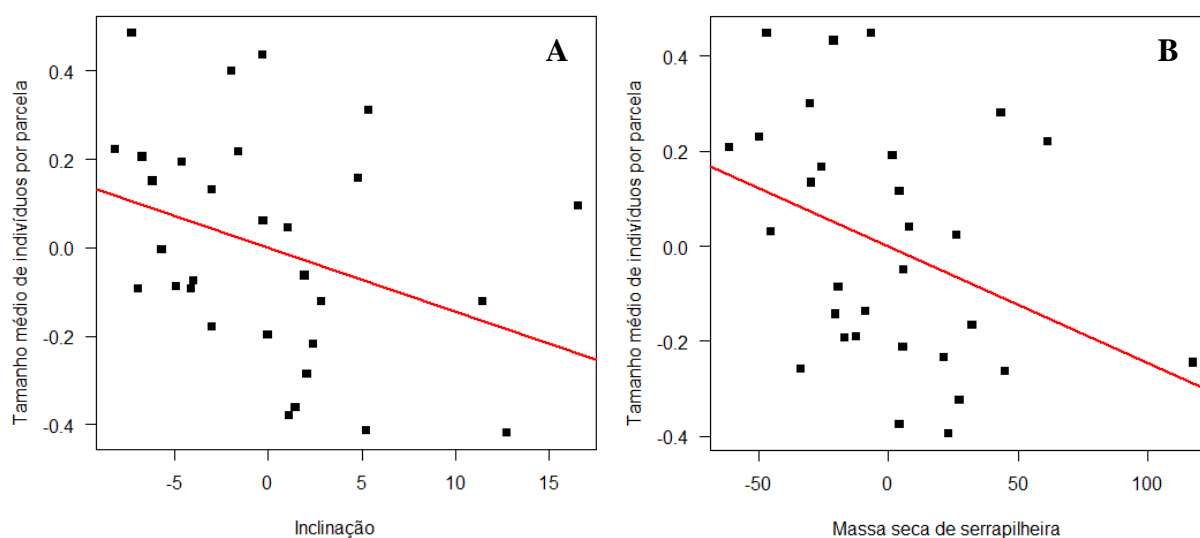 A
Tamanho médio de indivíduos por parcela
0.4
0.2
0.0
-0.2
-0.4
-5 0 5 10 15
Inclinação
B
Tamanho médio de indivíduos por parcela
0.4
0.2
0.0
-0.2
-0.4
-50 0 50 100
Massa seca de serrapilheira